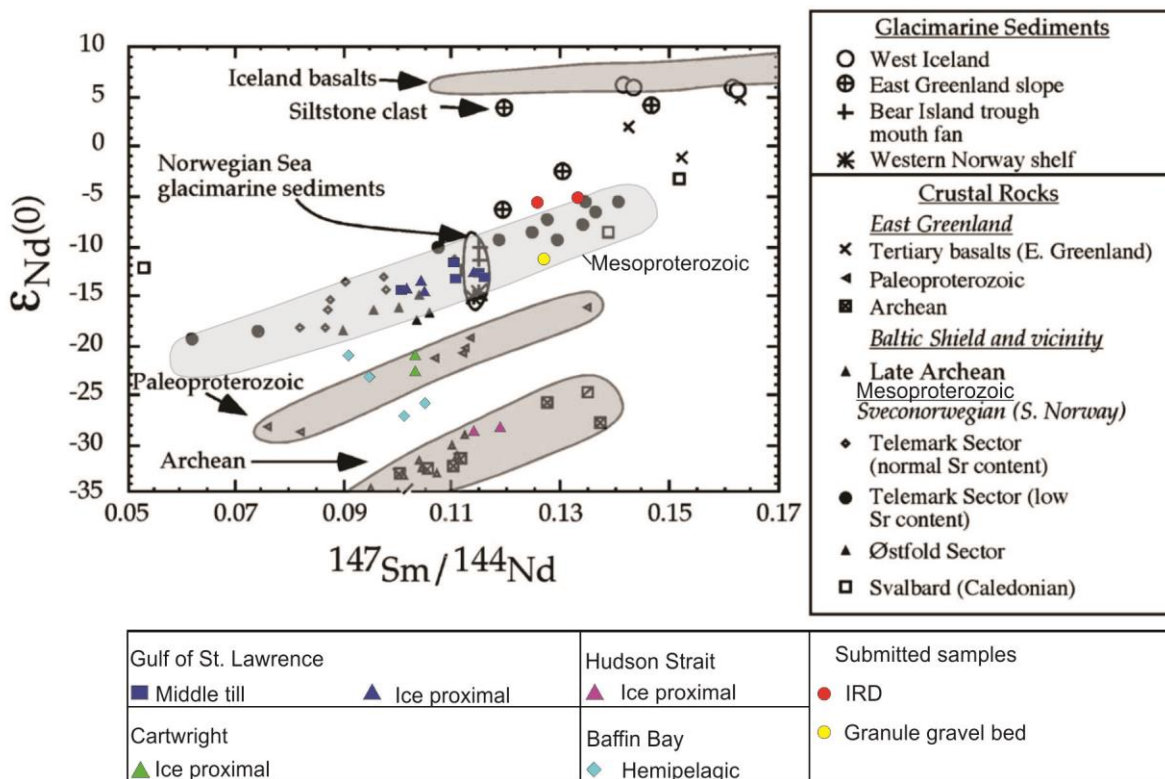 10
5
0
-5
-10
-15
-20
-25
-30
-35
0.05
0.07
0.09
0.11
0.13
0.15
0.17
εNd(0)
147Sm/144Nd
Iceland basalts
Siltstone clast
Norwegian Sea
glacimarine sediments
Mesoproterozoic
Paleoproterozoic
Archean
Glacimarine Sediments
West Iceland
East Greenland slope
Bear Island trough
mouth fan
Western Norway shelf
Crustal Rocks
East Greenland
Tertiary basalts (E. Greenland)
Paleoproterozoic
Archean
Baltic Shield and vicinity
Late Archean
Mesoproterozoic
Sveconorwegian (S. Norway)
Telemark Sector
(normal Sr content)
Telemark Sector (low
Sr content)
Østfold Sector
Svalbard (Caledonian)
Gulf of St. Lawrence
Middle till
Ice proximal
Hudson Strait
Ice proximal
Submitted samples
IRD
Granule gravel bed
Cartwright
Ice proximal
Baffin Bay
Hemipelagic